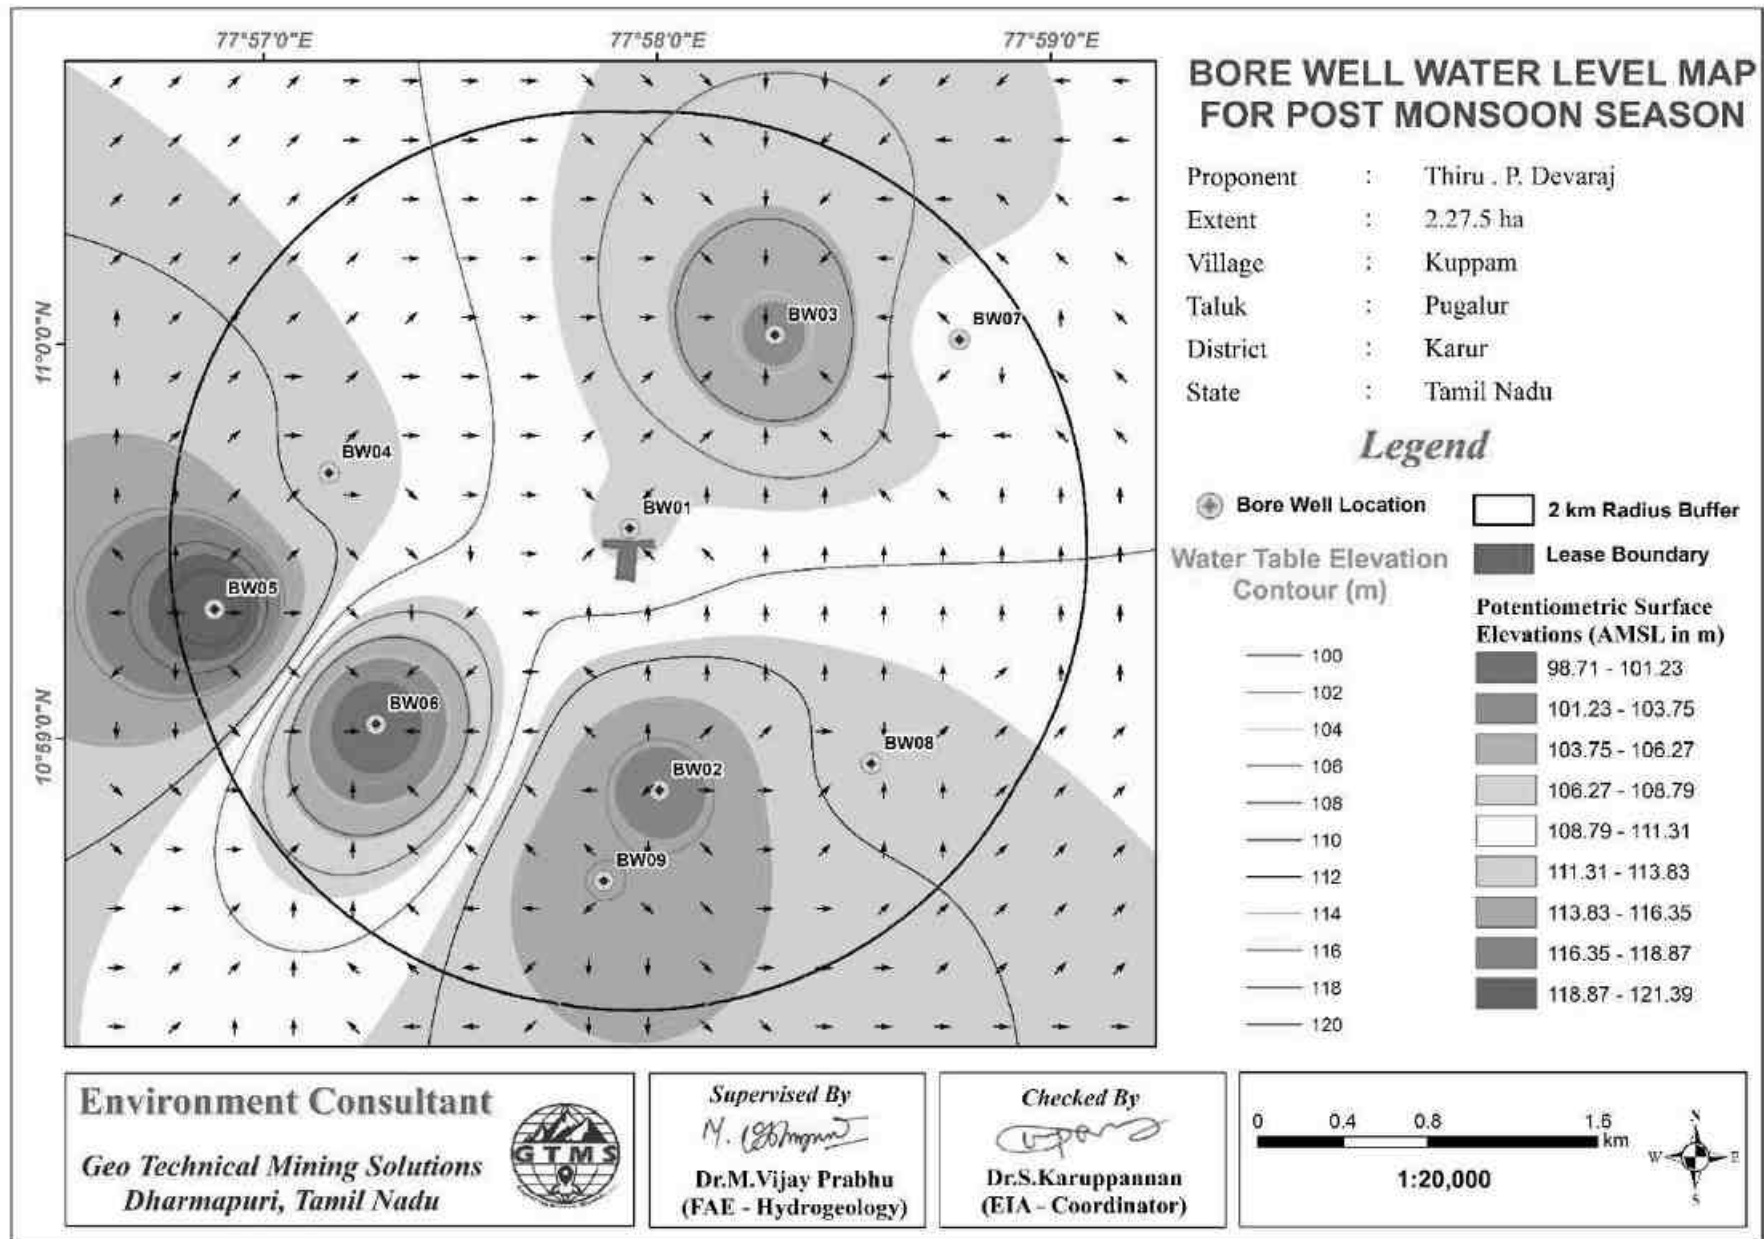 77°57'0"E
77°58'0"E
77°59'0"E
11°0'0"N
10°59'0"N
BW03
BW07
BW04
BW01
BW05
BW06
BW02
BW08
BW09
BORE WELL WATER LEVEL MAP
FOR POST MONSOON SEASON
Proponent : Thiru . P. Devaraj
Extent : 2.27.5 ha
Village : Kuppam
Taluk : Pugalur
District : Karur
State : Tamil Nadu
Legend
Bore Well Location
2 km Radius Buffer
Lease Boundary
Water Table Elevation
Contour (m)
100
102
104
106
108
110
112
114
116
118
120
Potentiometric Surface
Elevations (AMSL in m)
98.71 - 101.23
101.23 - 103.75
103.75 - 106.27
106.27 - 108.79
108.79 - 111.31
111.31 - 113.83
113.83 - 116.35
116.35 - 118.87
118.87 - 121.39
Environment Consultant
Geo Technical Mining Solutions
Dharmapuri, Tamil Nadu
GTMS
Supervised By
Dr.M.Vijay Prabhu
(FAE - Hydrogeology)
Checked By
Dr.S.Karuppannan
(EIA - Coordinator)
0 0.4 0.8 1.6
km
1:20,000
N
W E
S